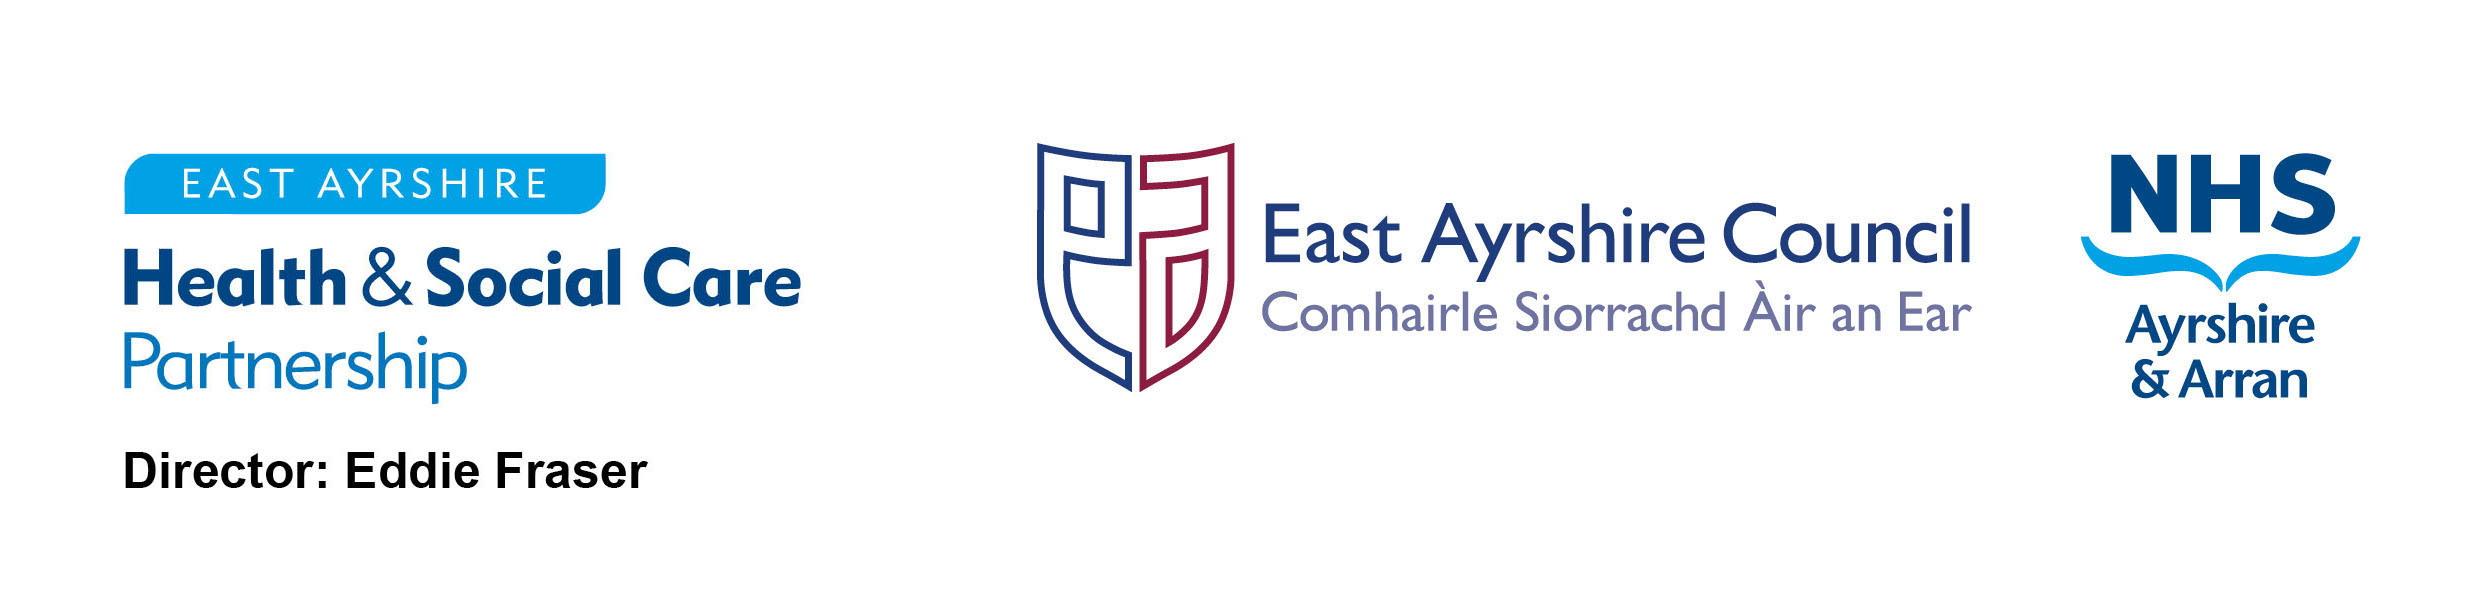 EAST AYRSHIRE
Health & Social Care
Partnership
Director: Eddie Fraser
East Ayrshire Council
Comhairle Siorrachd Àir an Ear
NHS
Ayrshire
& Arran